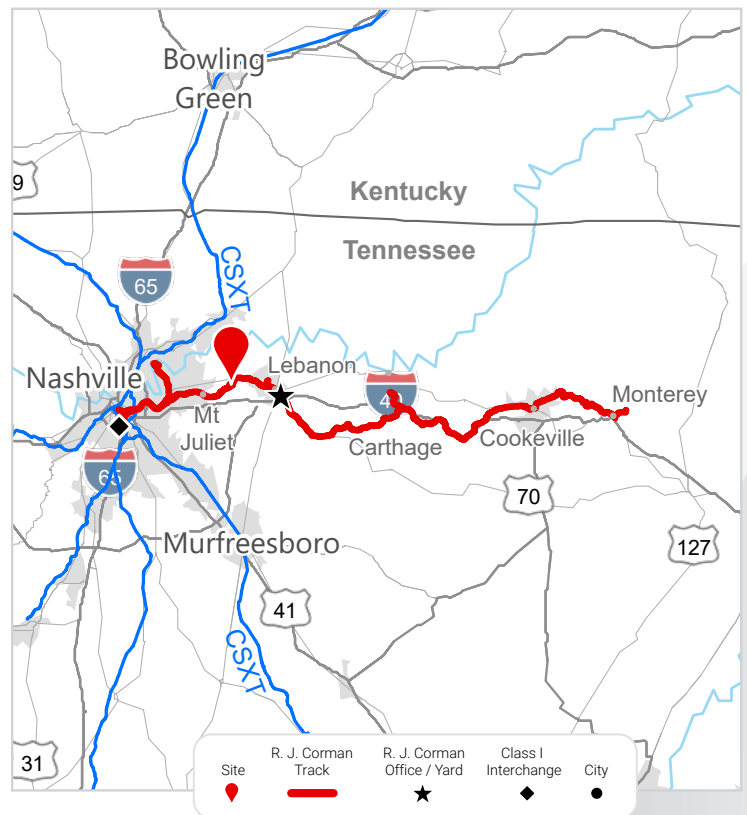 Bowling
Green
9
Kentucky
Tennessee
CSXT
65
Nashville
Lebanon
Mt
Juliet
Carthage
Cookeville
Monterey
65
70
Murfreesboro
127
41
CSXT
31
Site
R. J. Corman
Track
R. J. Corman
Office / Yard
Class I
Interchange
City